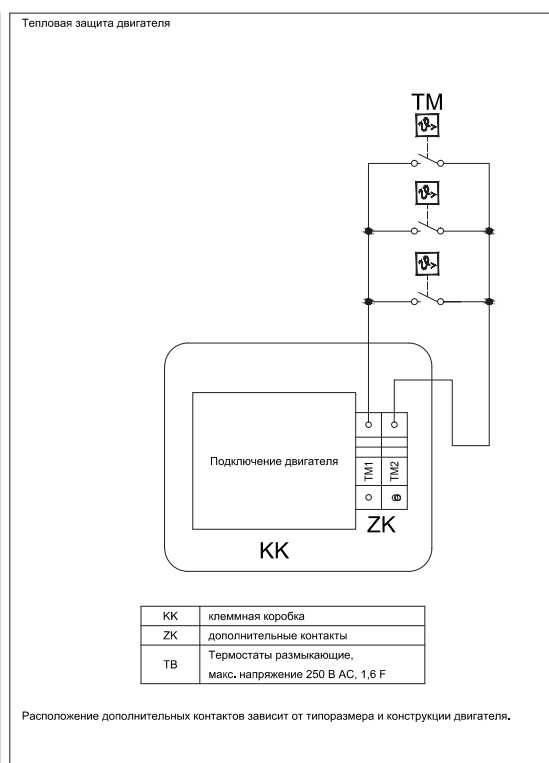 Тепловая защита двигателя
TM
ϑ>
ϑ>
ϑ>
Подключение двигателя
TM1
TM2
ZK
KK
KK клеммная коробка
ZK дополнительные контакты
TB Термостаты размыкающие,
макс. напряжение 250 В AC, 1,6 F
Расположение дополнительных контактов зависит от типоразмера и конструкции двигателя.